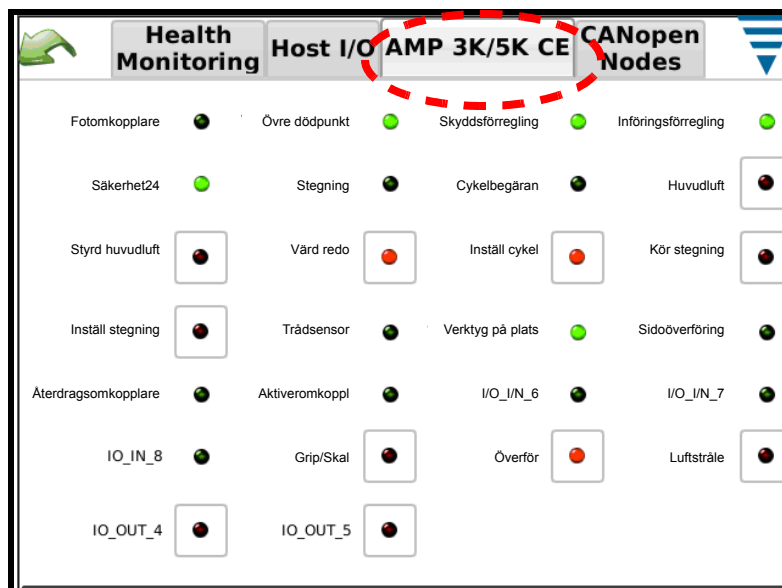 Health Monitoring
Host I/O
AMP 3K/5K CE
CANopen Nodes
Fotomkopplare
Övre dödpunkt
Skyddsförregling
Införingsförregling
Säkerhet24
Stegning
Cykelbegäran
Huvudluft
Styrd huvudluft
Värd redo
Inställ cykel
Kör stegning
Inställ stegning
Trådsensor
Verktyg på plats
Sidoöverföring
Återdragsomkopplare
Aktiveromkoppl
I/O_I/N_6
I/O_I/N_7
IO_IN_8
Grip/Skal
Överför
Luftstråle
IO_OUT_4
IO_OUT_5